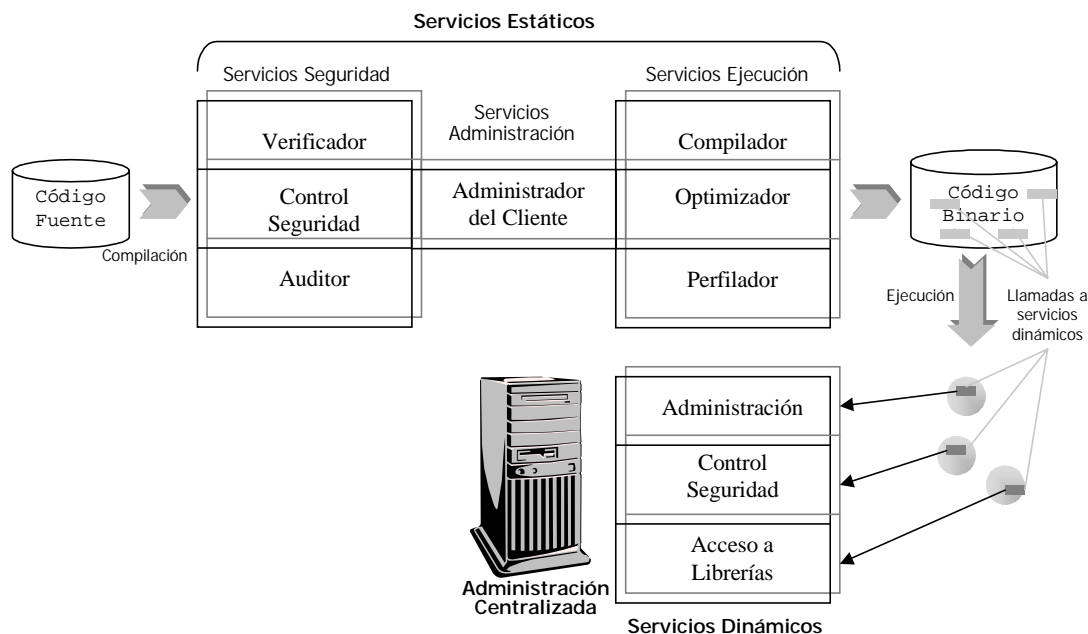 Servicios Estáticos
Servicios Seguridad
Servicios Ejecución
Servicios
Administración
Verificador
Compilador
Código
Fuente
Control
Seguridad
Administrador
del Cliente
Optimizador
Código
Binario
Compilación
Auditor
Perfilador
Ejecución
Llamadas a
servicios
dinámicos
Administración
Control
Seguridad
Acceso a
Librerías
Administración
Centralizada
Servicios Dinámicos